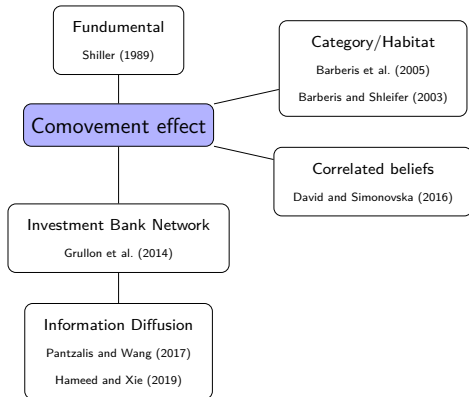 Fundumental
Shiller (1989)
Category/Habitat
Barberis et al. (2005)
Barberis and Shleifer (2003)
Comovement effect
Correlated beliefs
David and Simonovska (2016)
Investment Bank Network
Grullon et al. (2014)
Information Diffusion
Pantzalis and Wang (2017)
Hameed and Xie (2019)